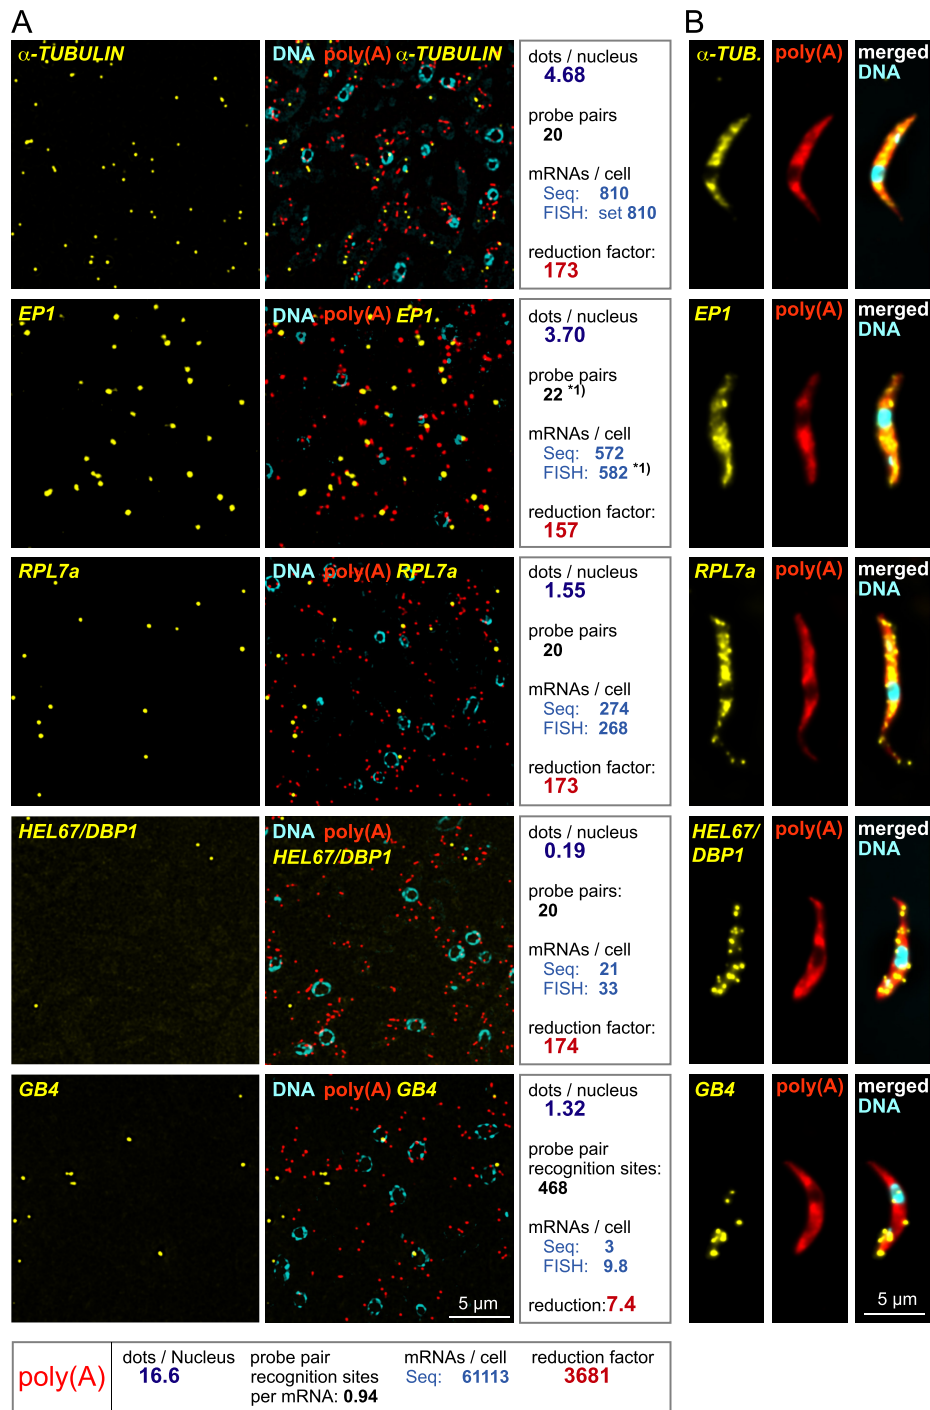 A
α-TUBULIN
DNA poly(A) α-TUBULIN
dots / nucleus
4.68
probe pairs
20
mRNAs / cell
Seq: 810
FISH: set 810
reduction factor:
173
EP1
DNA poly(A) EP1
dots / nucleus
3.70
probe pairs
22 *1)
mRNAs / cell
Seq: 572
FISH: 582 *1)
reduction factor:
157
RPL7a
DNA poly(A) RPL7a
dots / nucleus
1.55
probe pairs
20
mRNAs / cell
Seq: 274
FISH: 268
reduction factor:
173
HEL67/DBP1
DNA poly(A)
HEL67/DBP1
dots / nucleus
0.19
probe pairs:
20
mRNAs / cell
Seq: 21
FISH: 33
reduction factor:
174
GB4
DNA poly(A) GB4
5 µm
dots / nucleus
1.32
probe pair
recognition sites:
468
mRNAs / cell
Seq: 3
FISH: 9.8
reduction: 7.4
poly(A)
dots / Nucleus
16.6
probe pair
recognition sites
per mRNA: 0.94
mRNAs / cell
Seq: 61113
reduction factor
3681
B
α-TUB.
poly(A)
merged
DNA
EP1
poly(A)
merged
DNA
RPL7a
poly(A)
merged
DNA
HEL67/
DBP1
poly(A)
merged
DNA
GB4
poly(A)
merged
DNA
5 µm